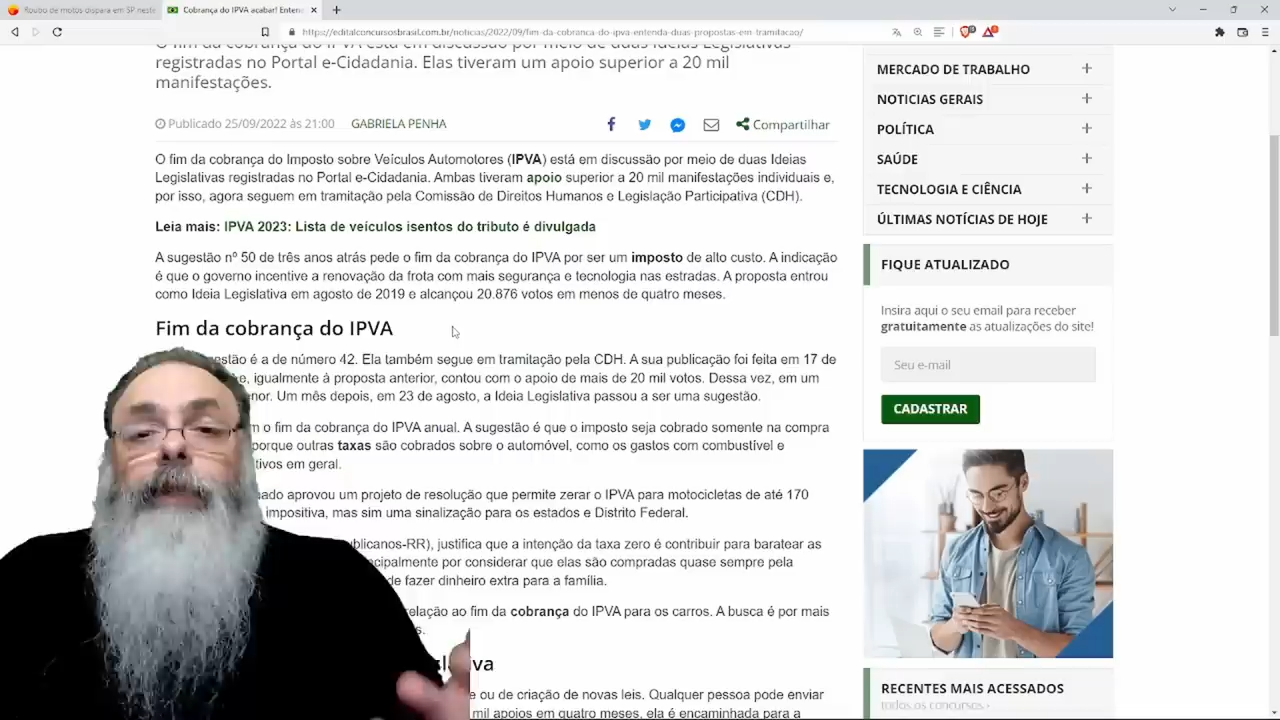 Roubo de motos dispara em SP neste
Cobrança do IPVA acabar! Enten
https://editalconcursosbrasil.com.br/noticias/2022/09/fim-da-cobranca-do-ipva-entenda-duas-propostas-em-tramitacao/
O fim da cobrança do IPVA está em discussão por meio de duas Ideias Legislativas
registradas no Portal e-Cidadania. Elas tiveram um apoio superior a 20 mil
manifestações.
Publicado 25/09/2022 às 21:00 GABRIELA PENHA
Compartilhar
O fim da cobrança do Imposto sobre Veículos Automotores (IPVA) está em discussão por meio de duas Ideias
Legislativas registradas no Portal e-Cidadania. Ambas tiveram apoio superior a 20 mil manifestações individuais e,
por isso, agora seguem em tramitação pela Comissão de Direitos Humanos e Legislação Participativa (CDH).
Leia mais: IPVA 2023: Lista de veículos isentos do tributo é divulgada
A sugestão nº 50 de três anos atrás pede o fim da cobrança do IPVA por ser um imposto de alto custo. A indicação
é que o governo incentive a renovação da frota com mais segurança e tecnologia nas estradas. A proposta entrou
como Ideia Legislativa em agosto de 2019 e alcançou 20.876 votos em menos de quatro meses.
Fim da cobrança do IPVA
estão é a de número 42. Ela também segue em tramitação pela CDH. A sua publicação foi feita em 17 de
e, igualmente à proposta anterior, contou com o apoio de mais de 20 mil votos. Dessa vez, em um
enor. Um mês depois, em 23 de agosto, a Ideia Legislativa passou a ser uma sugestão.
m o fim da cobrança do IPVA anual. A sugestão é que o imposto seja cobrado somente na compra
porque outras taxas são cobrados sobre o automóvel, como os gastos com combustível e
tivos em geral.
nado aprovou um projeto de resolução que permite zerar o IPVA para motocicletas de até 170
impositiva, mas sim uma sinalização para os estados e Distrito Federal.
ublicanos-RR), justifica que a intenção da taxa zero é contribuir para baratear as
ncipalmente por considerar que elas são compradas quase sempre pela
de fazer dinheiro extra para a família.
relação ao fim da cobrança do IPVA para os carros. A busca é por mais
s.
slativa
e ou de criação de novas leis. Qualquer pessoa pode enviar
mil apoios em quatro meses, ela é encaminhada para a
MERCADO DE TRABALHO
NOTICIAS GERAIS
POLÍTICA
SAÚDE
TECNOLOGIA E CIÊNCIA
ÚLTIMAS NOTÍCIAS DE HOJE
FIQUE ATUALIZADO
Insira aqui o seu email para receber
gratuitamente as atualizações do site!
Seu e-mail
CADASTRAR
RECENTES MAIS ACESSADOS
todos os concursos